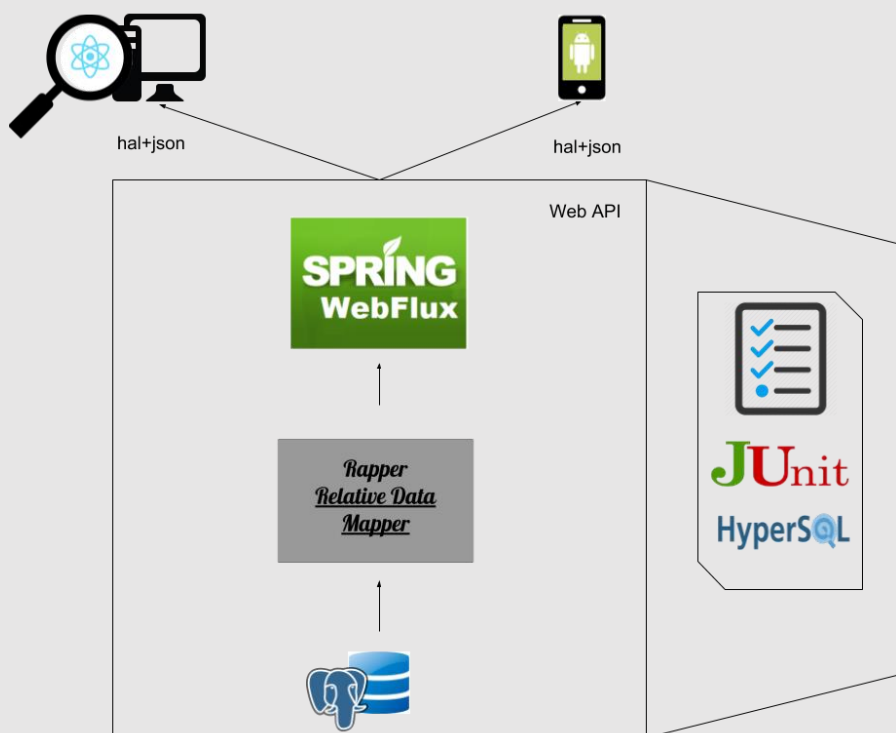 hal+json
hal+json
Web API
SPRING
WebFlux
Rapper
Relative Data
Mapper
JUnit
HyperSQL